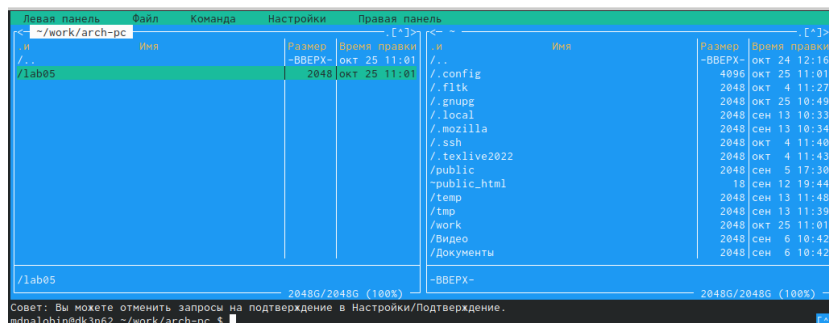 Левая панель Файл Команда Настройки Правая панель
<- ~/work/arch-pc .[^]>
.и Имя Размер Время правки
/.. -ВВЕРХ- окт 25 11:01
/lab05 2048 окт 25 11:01
/lab05
2048G/2048G (100%)
<- ~ .[^]>
.и Имя Размер Время правки
/.. -ВВЕРХ- окт 24 12:16
/.config 4096 окт 25 11:01
/.fltk 2048 окт 4 11:27
/.gnupg 2048 окт 25 10:49
/.local 2048 сен 13 10:33
/.mozilla 2048 сен 13 10:34
/.ssh 2048 окт 4 11:40
/.texlive2022 2048 окт 4 11:43
/public 2048 сен 5 17:30
~public_html 18 сен 12 19:44
/temp 2048 сен 13 11:48
/tmp 2048 сен 13 11:39
/work 2048 окт 25 11:01
/Видео 2048 сен 6 10:42
/Документы 2048 сен 6 10:42
-ВВЕРХ-
2048G/2048G (100%)
Совет: Вы можете отменить запросы на подтверждение в Настройки/Подтверждение.
mdnalobin@dk3n62 ~/work/arch-pc $ [^